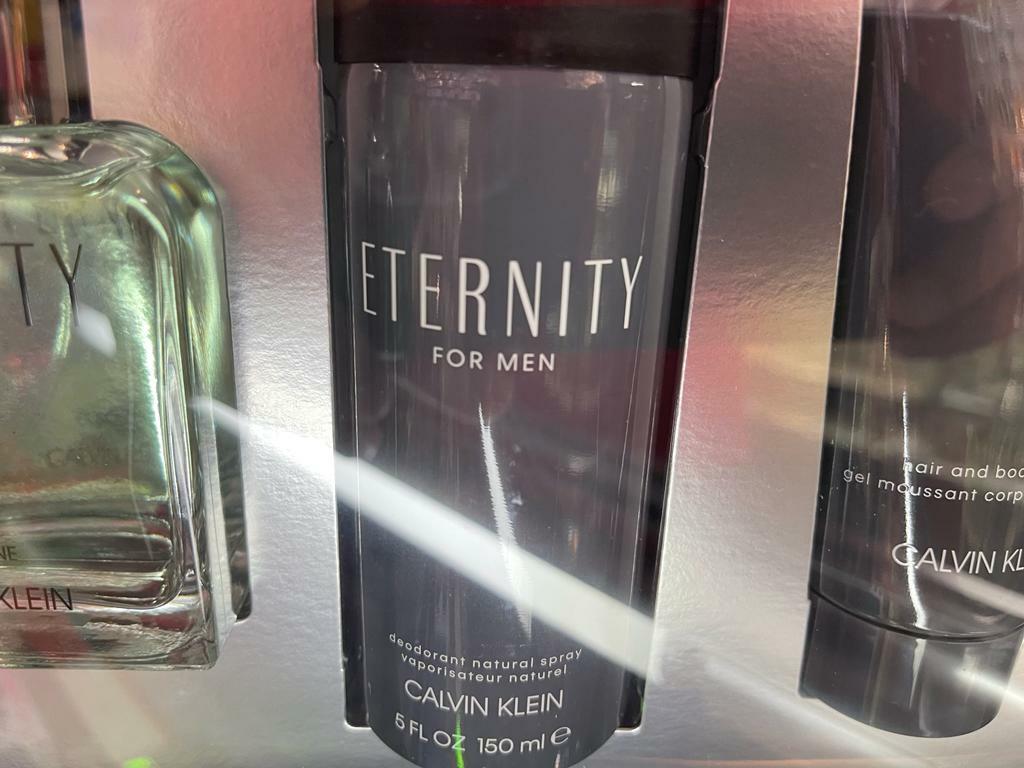 TY
NE
KLEIN
ETERNITY
FOR MEN
deodorant natural spray
vaporisateur naturel
CALVIN KLEIN
5 FL OZ 150 ml ℮
hair and bod
gel moussant corp
CALVIN KL